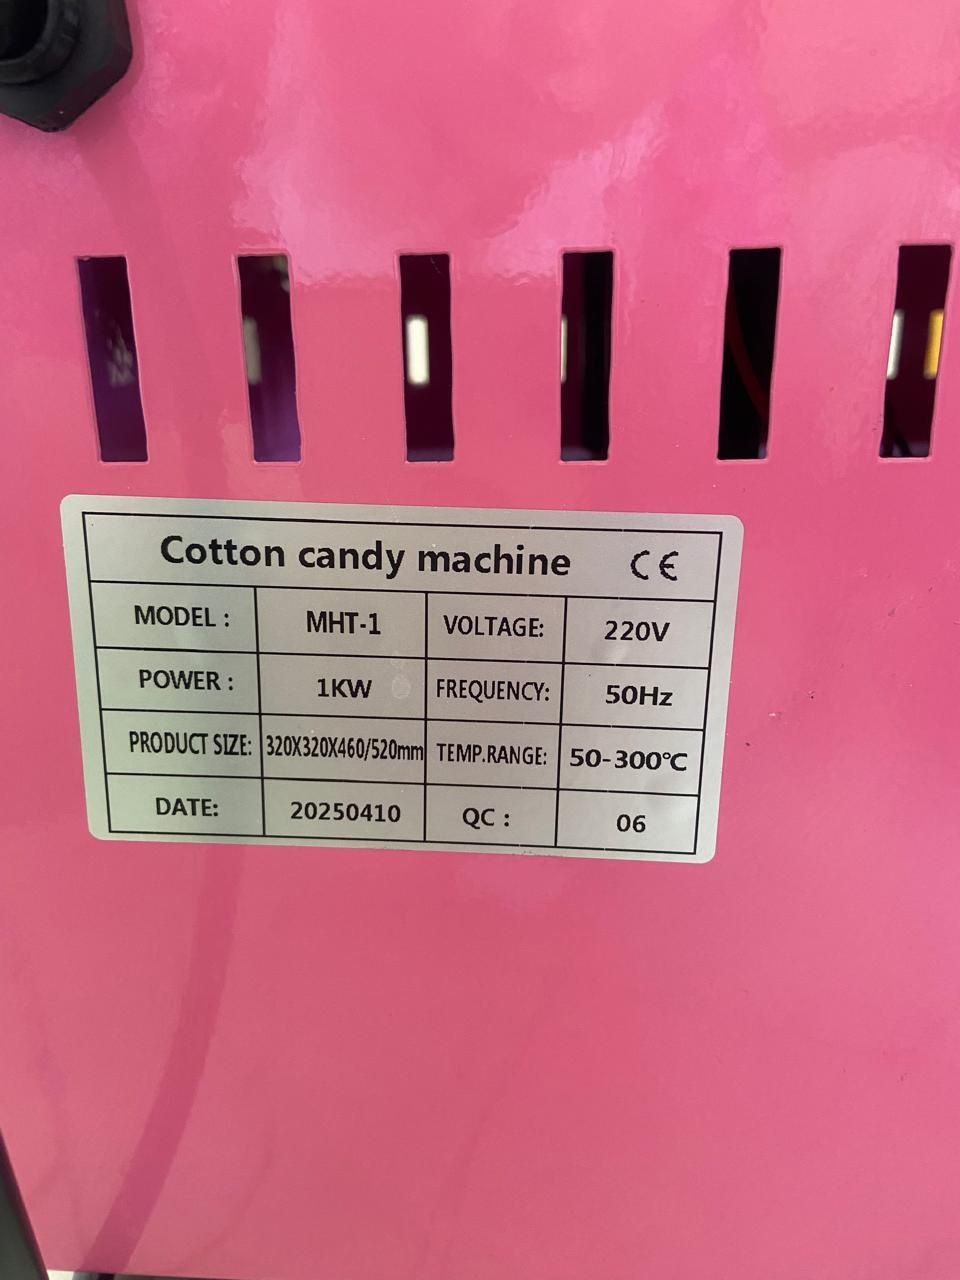 Cotton candy machine CE
MODEL : MHT-1 VOLTAGE: 220V
POWER : 1KW FREQUENCY: 50Hz
PRODUCT SIZE: 320X320X460/520mm TEMP.RANGE: 50-300℃
DATE: 20250410 QC : 06